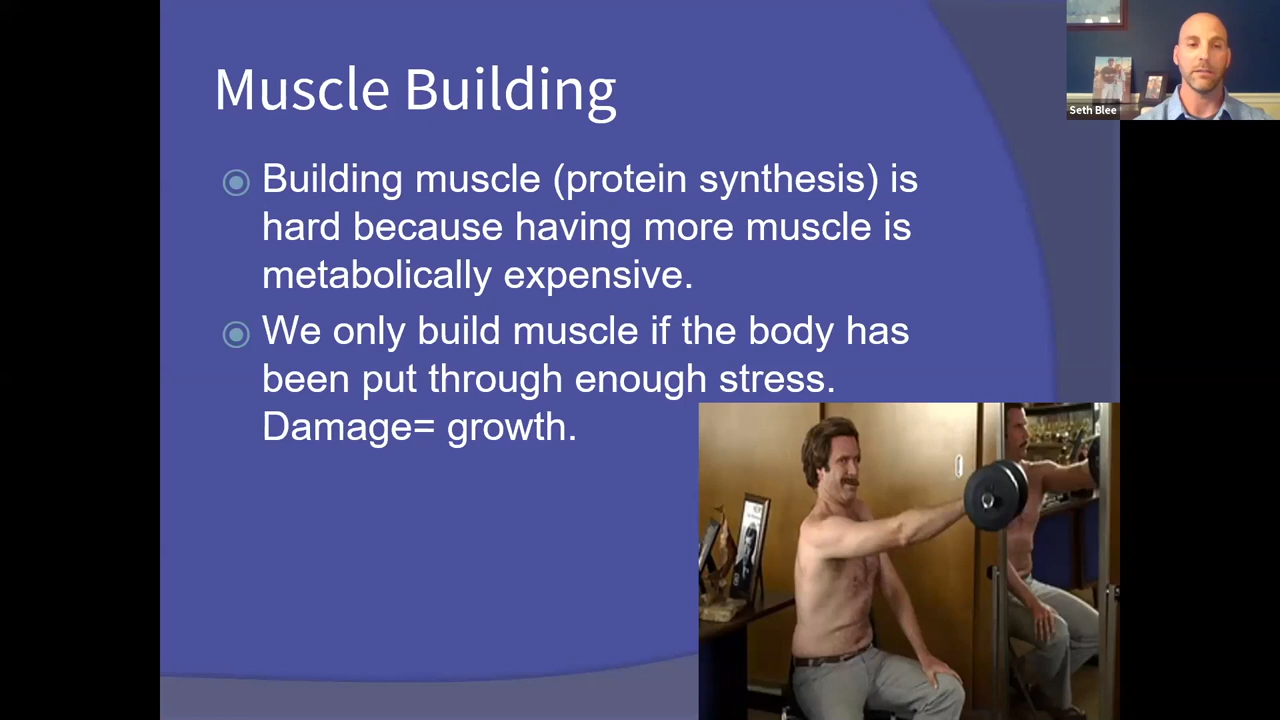 Muscle Building
Building muscle (protein synthesis) is
hard because having more muscle is
metabolically expensive.
We only build muscle if the body has
been put through enough stress.
Damage= growth.
Seth Blee